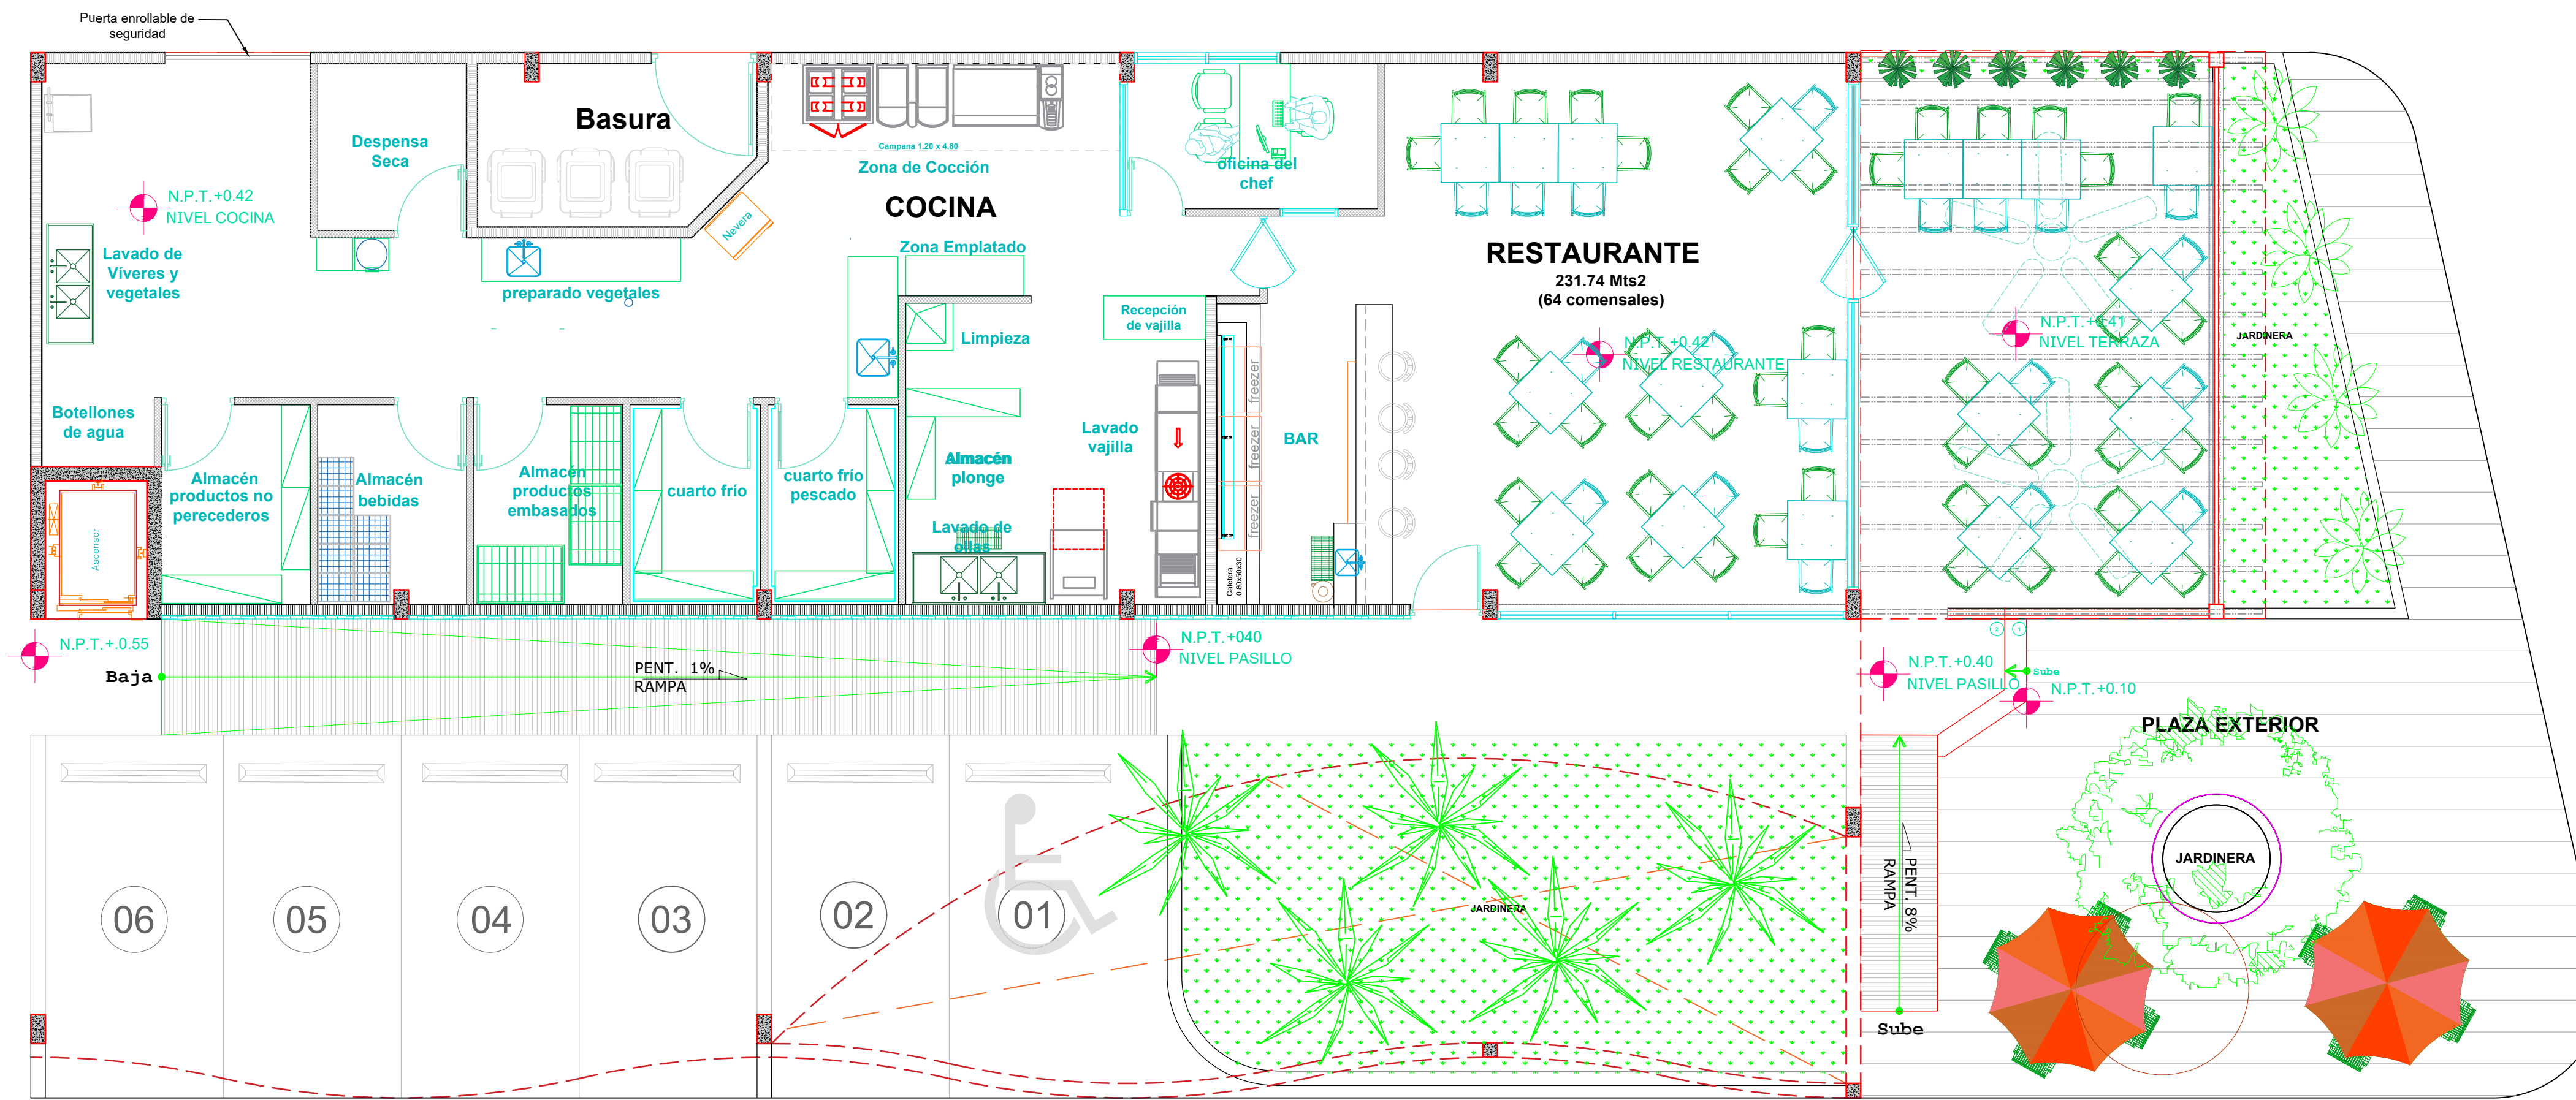 Puerta enrollable de
seguridad
Basura
Despensa
Seca
Campana 1.20 x 4.80
Zona de Cocción
COCINA
oficina del
chef
N.P.T.+0.42
NIVEL COCINA
Nevera
Zona Emplatado
Lavado de
Víveres y
vegetales
preparado vegetales
RESTAURANTE
231.74 Mts2
(64 comensales)
Recepción
de vajilla
Limpieza
N.P.T.+0.42
NIVEL RESTAURANTE
N.P.T.+0.41
NIVEL TERRAZA
JARDINERA
freezer
freezer
freezer
Botellones
de agua
Lavado
vajilla
BAR
Almacén
productos no
perecederos
Almacén
bebidas
Almacén
productos
embasados
cuarto frío
cuarto frío
pescado
Almacén
plonge
Lavado de
ollas
Ascensor
Cafetera
0.80x50x30
N.P.T.+.0.55
Baja
PENT. 1%
RAMPA
N.P.T.+040
NIVEL PASILLO
2
1
N.P.T.+0.40
NIVEL PASILLO
Sube
N.P.T.+0.10
PLAZA EXTERIOR
JARDINERA
PENT. 8%
RAMPA
JARDINERA
06
05
04
03
02
01
Sube